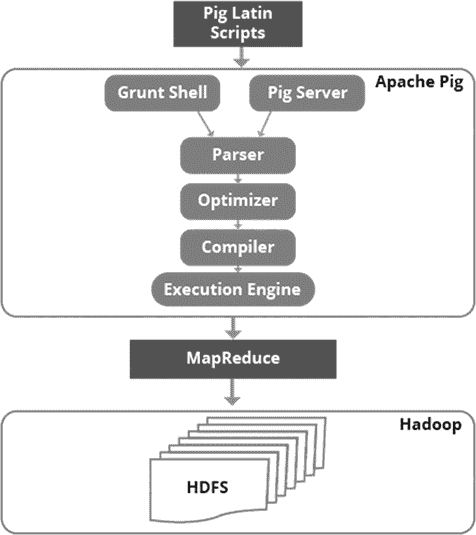 Pig Latin
Scripts
Apache Pig
Grunt Shell
Pig Server
Parser
Optimizer
Compiler
Execution Engine
MapReduce
Hadoop
HDFS